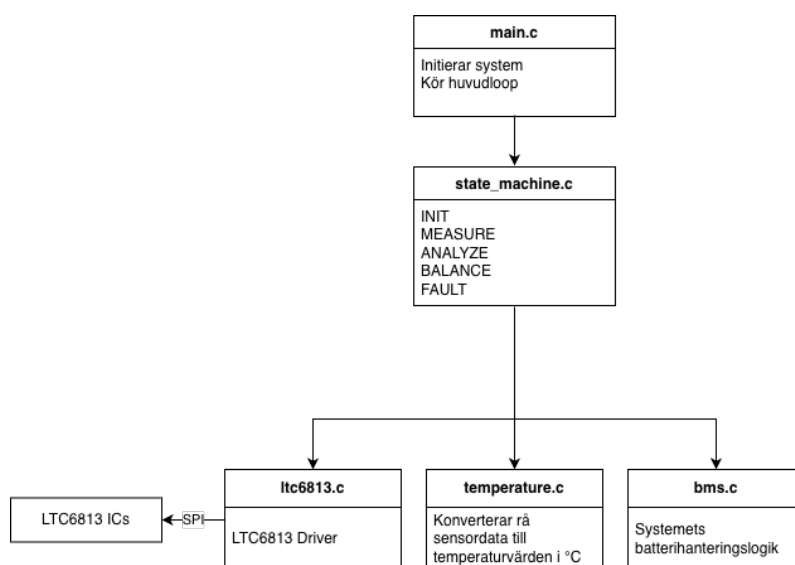 main.c
Initierar system
Kör huvudloop
state_machine.c
INIT
MEASURE
ANALYZE
BALANCE
FAULT
ltc6813.c
LTC6813 Driver
temperature.c
Konverterar rå
sensordata till
temperaturvärden i °C
bms.c
Systemets
batterihanteringslogik
LTC6813 ICs
SPI